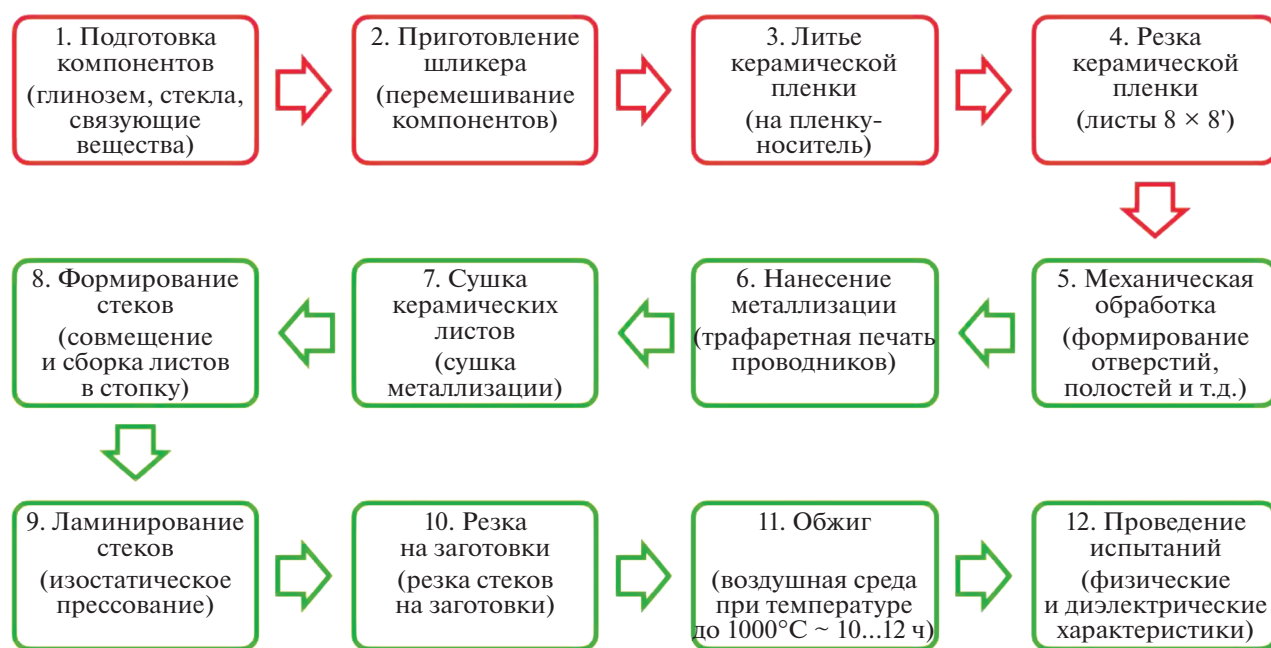 1. Подготовка
компонентов
(глинозем, стекла,
связующие
вещества)
2. Приготовление
шликера
(перемешивание
компонентов)
3. Литье
керамической
пленки
(на пленку-
носитель)
4. Резка
керамической
пленки
(листы 8 × 8')
5. Механическая
обработка
(формирование
отверстий,
полостей и т.д.)
6. Нанесение
металлизации
(трафаретная печать
проводников)
7. Сушка
керамических
листов
(сушка
металлизации)
8. Формирование
стеков
(совмещение
и сборка листов
в стопку)
9. Ламинирование
стеков
(изостатическое
прессование)
10. Резка
на заготовки
(резка стеков
на заготовки)
11. Обжиг
(воздушная среда
при температуре
до 1000°C ~ 10...12 ч)
12. Проведение
испытаний
(физические
и диэлектрические
характеристики)